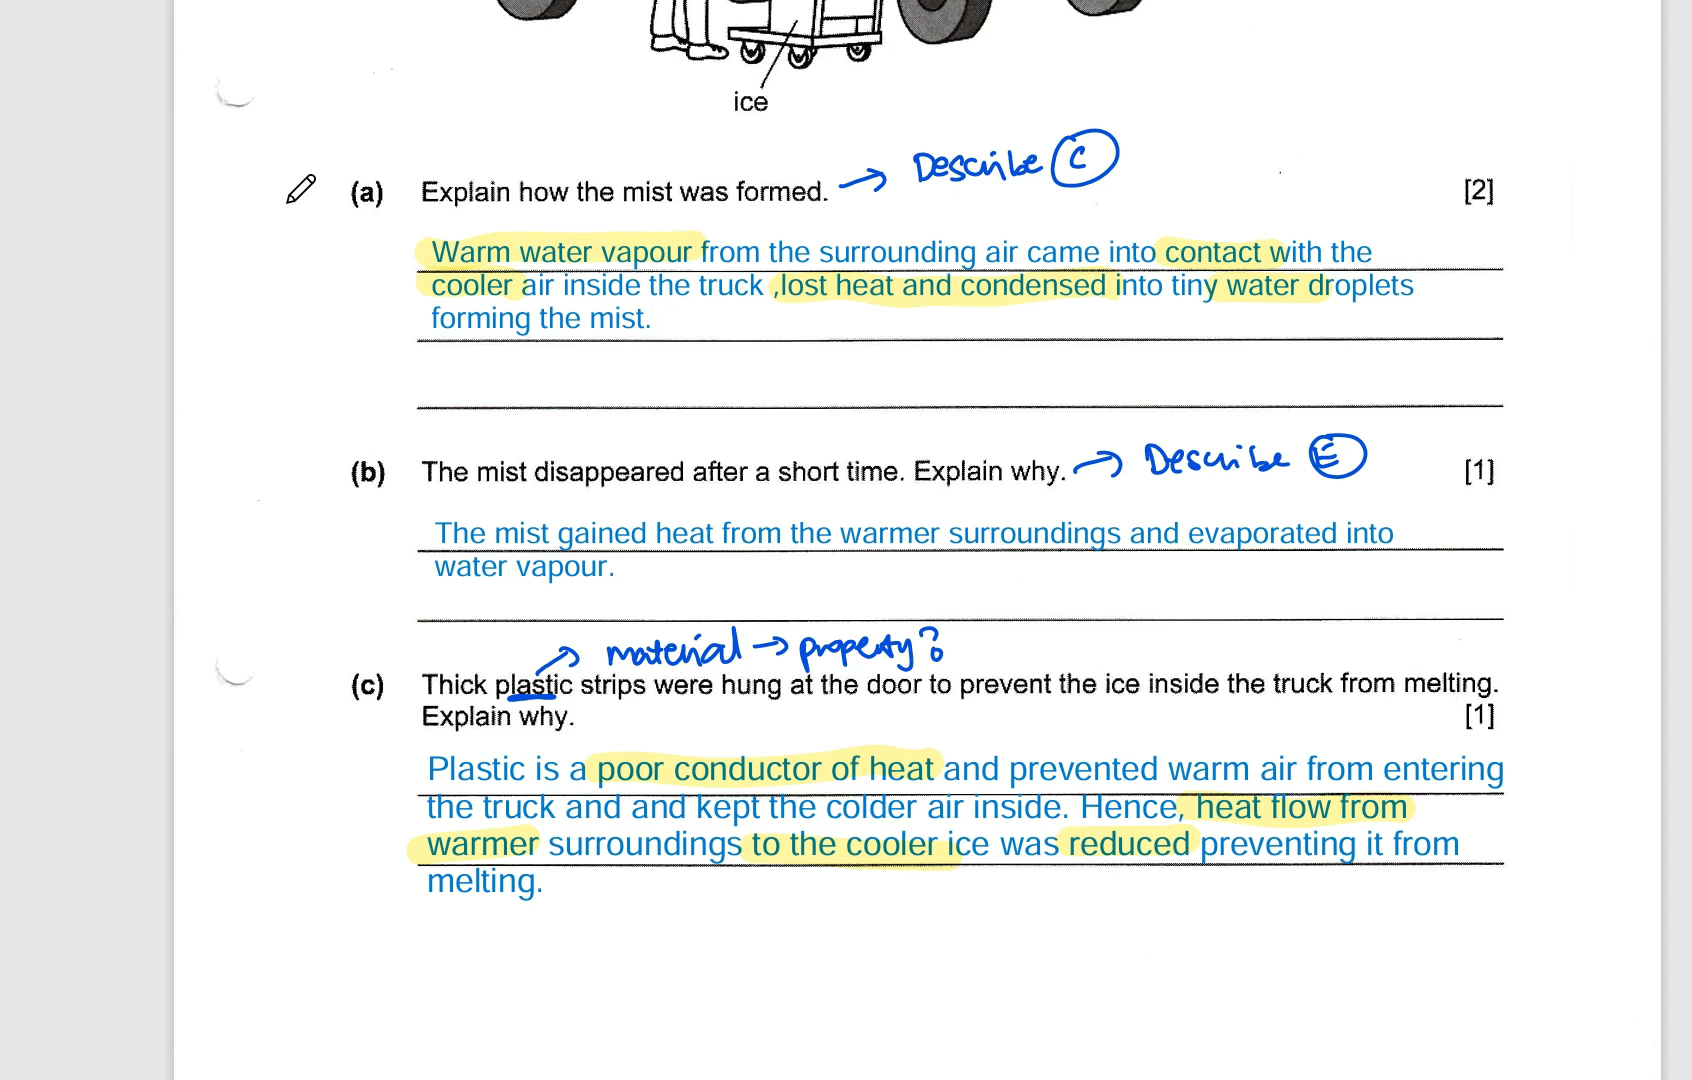 ice
(a) Explain how the mist was formed. → Describe C [2]
Warm water vapour from the surrounding air came into contact with the
cooler air inside the truck ,lost heat and condensed into tiny water droplets
forming the mist.
(b) The mist disappeared after a short time. Explain why. → Describe E [1]
The mist gained heat from the warmer surroundings and evaporated into
water vapour.
→ material → property?
(c) Thick plastic strips were hung at the door to prevent the ice inside the truck from melting.
Explain why. [1]
Plastic is a poor conductor of heat and prevented warm air from entering
the truck and and kept the colder air inside. Hence, heat flow from
warmer surroundings to the cooler ice was reduced preventing it from
melting.